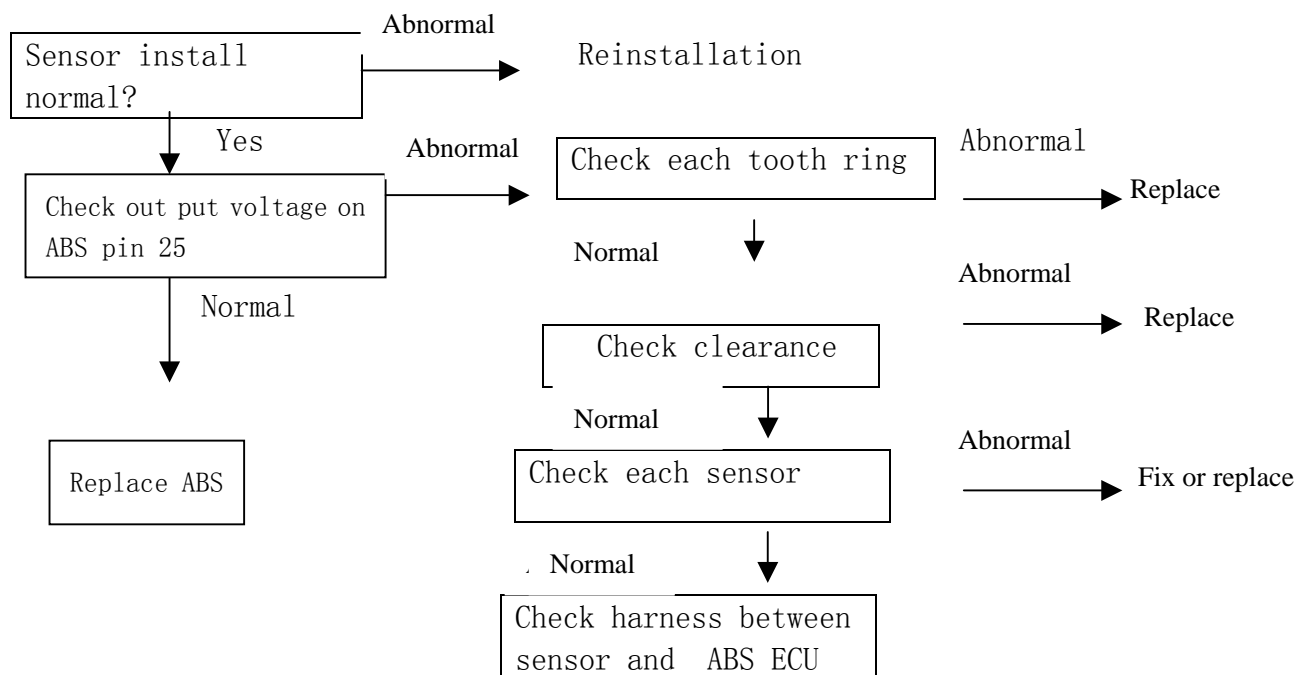 Abnormal
Sensor install
normal?
Reinstallation
Yes
Abnormal
Check each tooth ring
Abnormal
Replace
Check out put voltage on
ABS pin 25
Normal
Normal
Abnormal
Replace
Check clearance
Normal
Abnormal
Replace ABS
Check each sensor
Fix or replace
Normal
Check harness between
sensor and ABS ECU